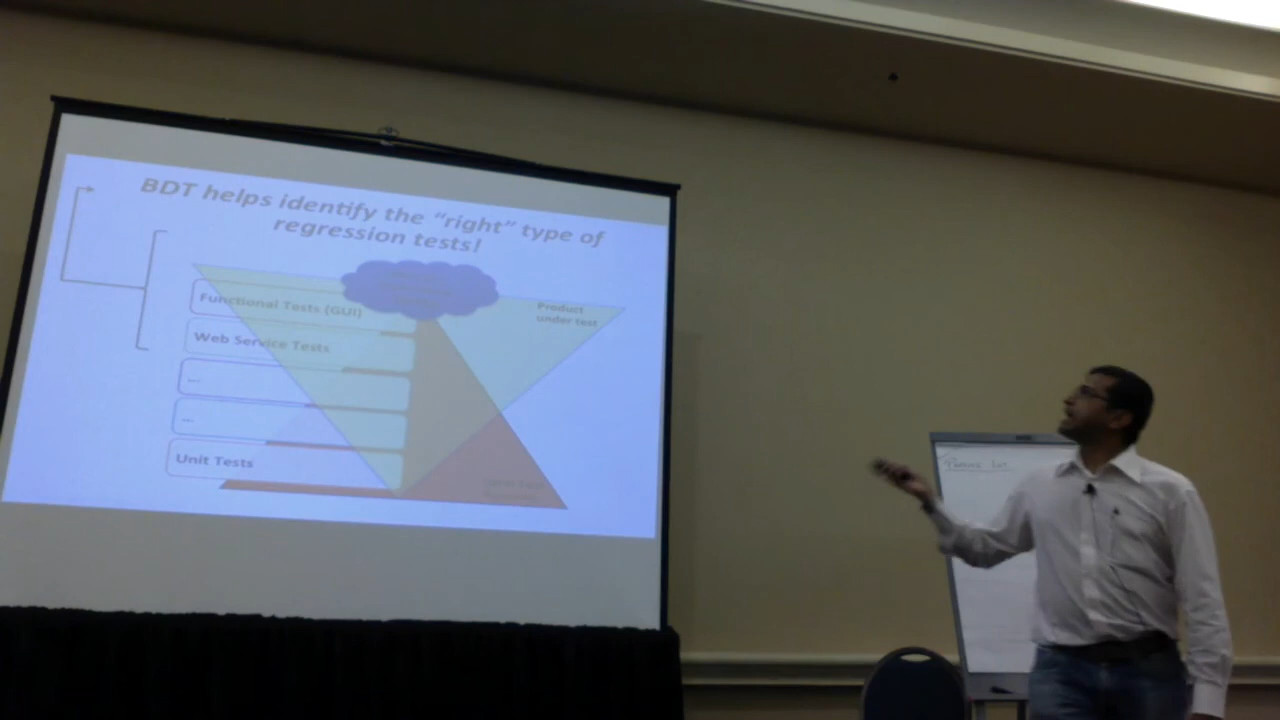 BDT helps identify the “right” type of
regression tests!
Product
under test
Functional Tests (GUI)
Web Service Tests
...
...
Unit Tests